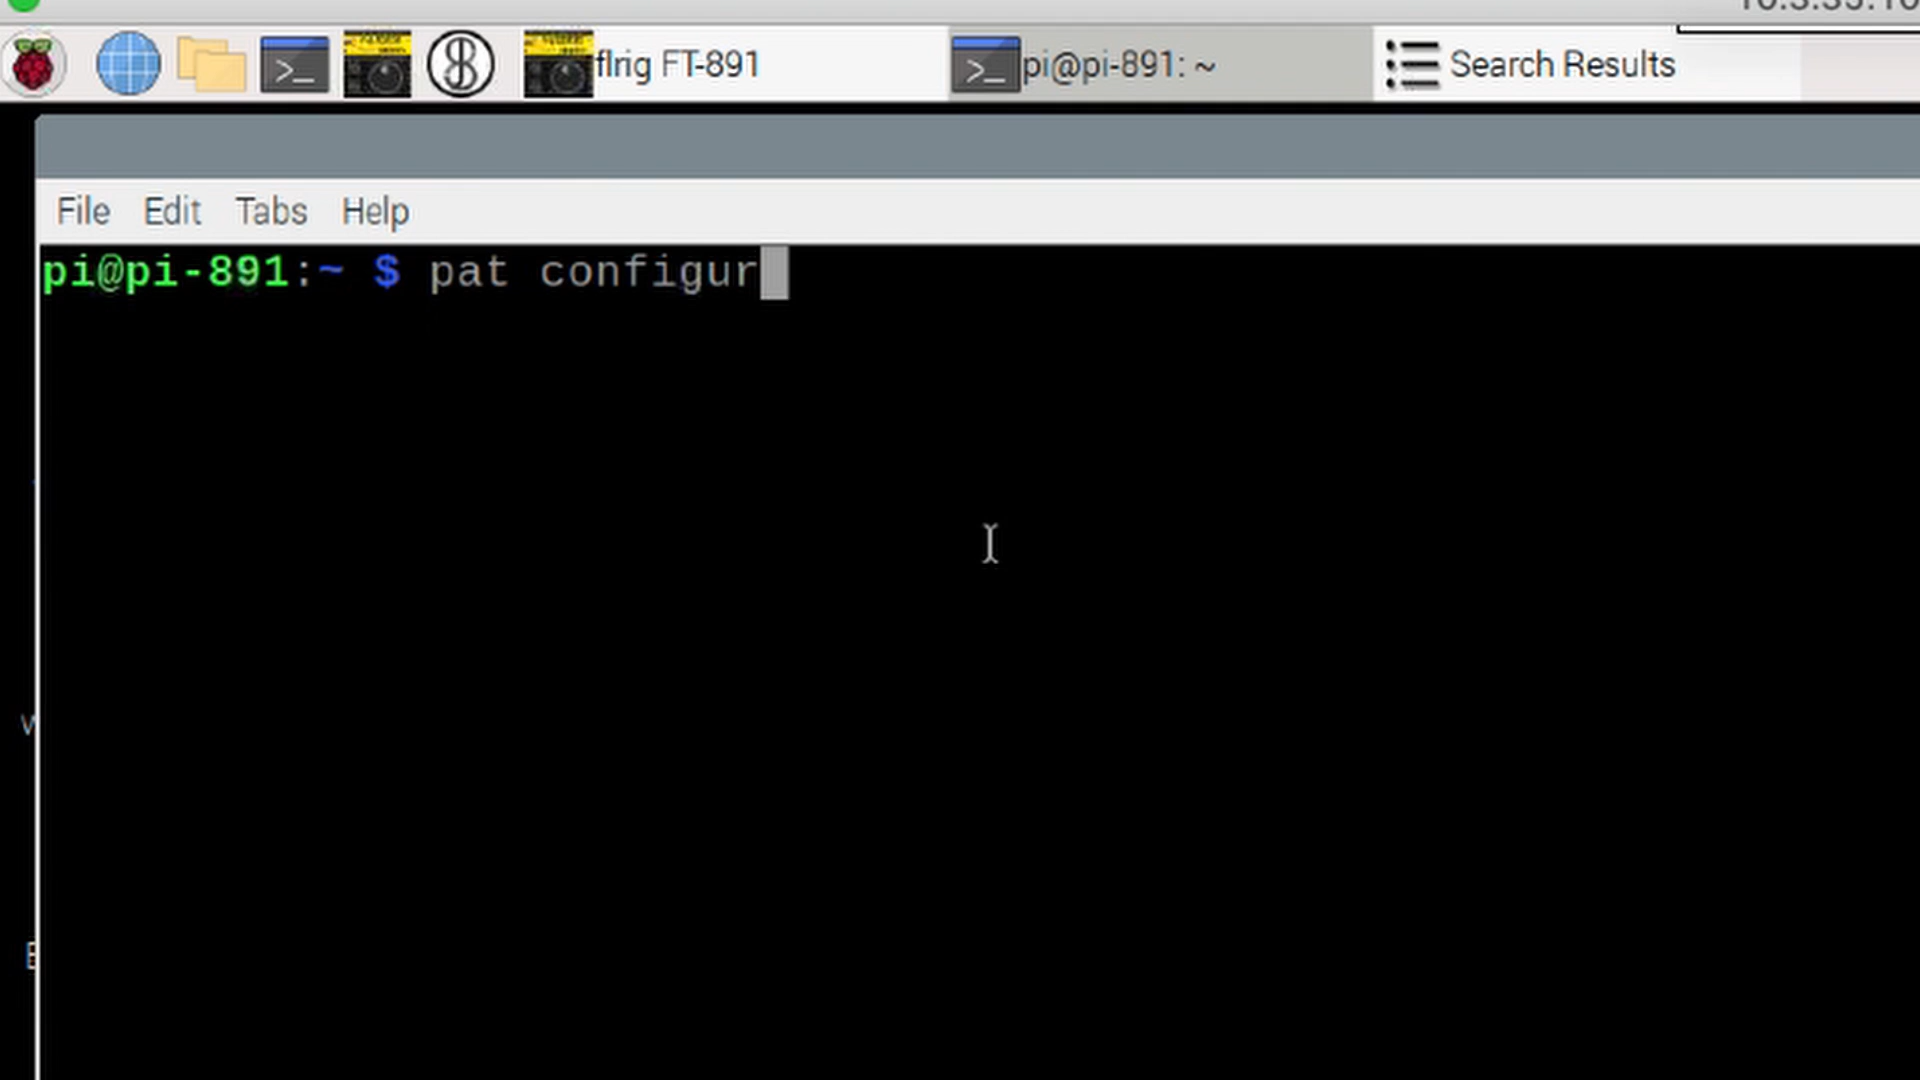 flrig FT-891
pi@pi-891: ~
Search Results
File Edit Tabs Help
pi@pi-891:~ $ pat configur